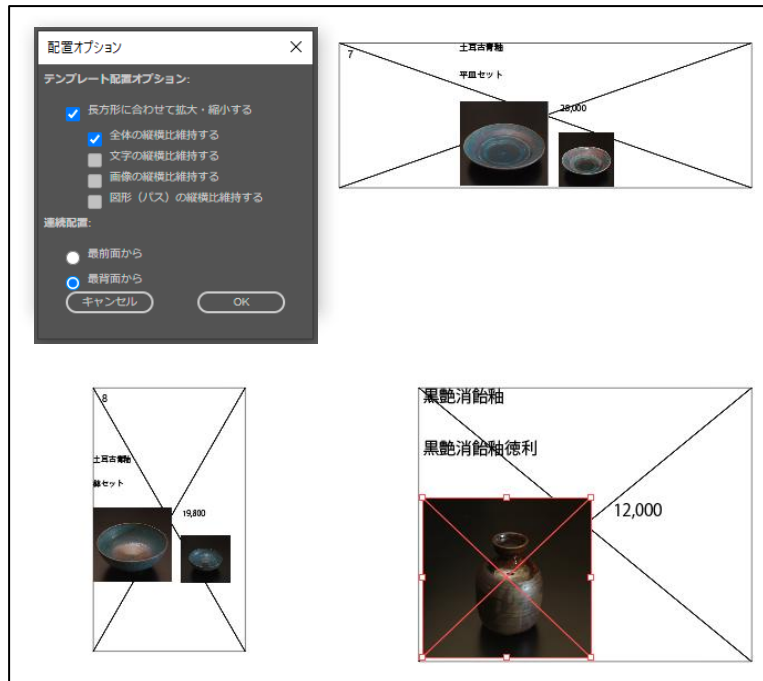 配置オプション
テンプレート配置オプション:
長方形に合わせて拡大・縮小する
全体の縦横比維持する
文字の縦横比維持する
画像の縦横比維持する
図形（パス）の縦横比維持する
連続配置:
最前面から
最背面から
キャンセル
OK
7
土耳古青釉
平皿セット
28,000
8
土耳古青釉
鉢セット
19,800
黒艶消飴釉
黒艶消飴釉徳利
12,000